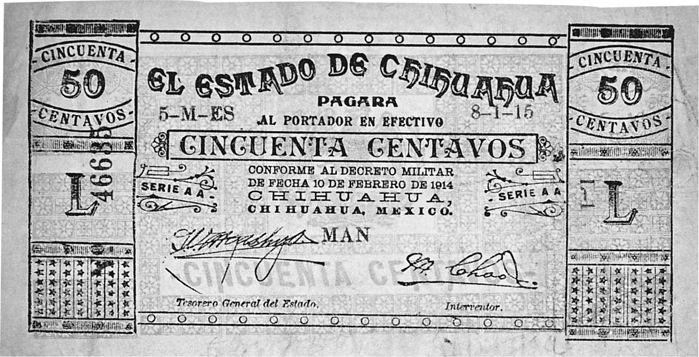 CINCUENTA
50
CENTAVOS
EL ESTADO DE CHIHUAHUA
PAGARA
5-M-ES
8-1-15
AL PORTADOR EN EFECTIVO
CINCUENTA CENTAVOS
CONFORME AL DECRETO MILITAR
DE FECHA 10 DE FEBRERO DE 1914
CHIHUAHUA,
CHIHUAHUA, MEXICO.
SERIE A A
SERIE A A
L
46635
MAN
CINCUENTA CENTAVOS
Tesorero General del Estado.
Interventor.
CINCUENTA
50
CENTAVOS
I
L